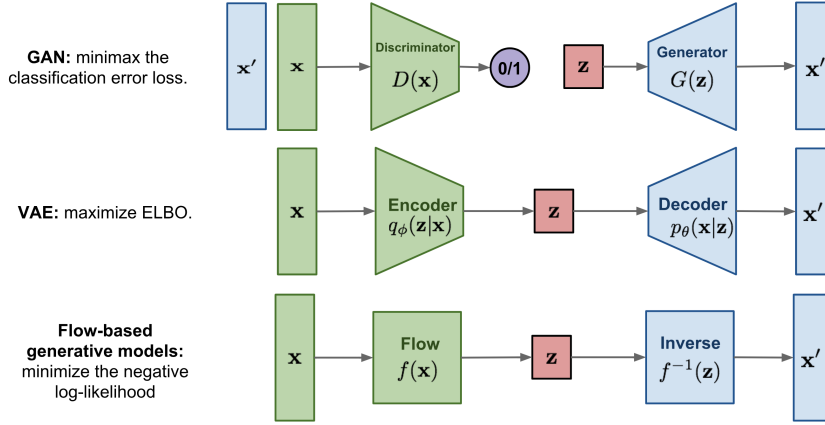 GAN: minimax the
classification error loss.
x′
x
Discriminator
D(x)
0/1
z
Generator
G(z)
x′
VAE: maximize ELBO.
x
Encoder
qϕ(z|x)
z
Decoder
pθ(x|z)
x′
Flow-based
generative models:
minimize the negative
log-likelihood
x
Flow
f(x)
z
Inverse
f⁻¹(z)
x′